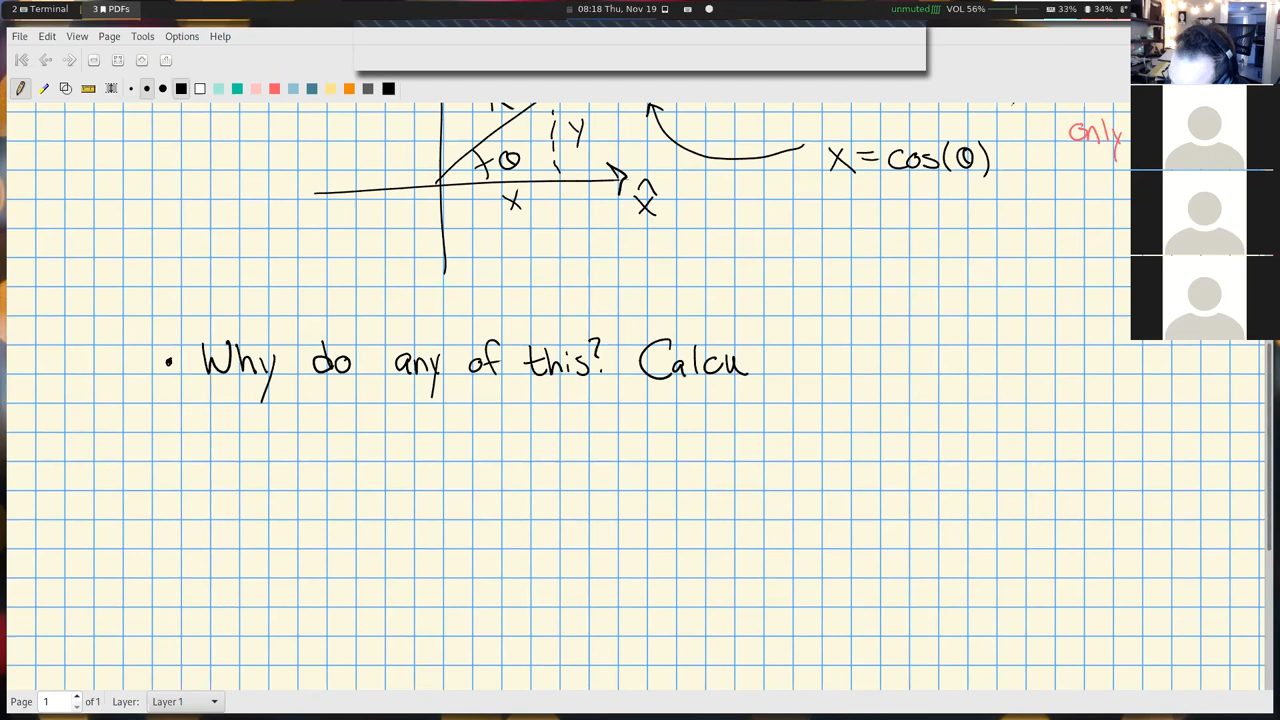 2 Terminal 3 PDFs 08:18 Thu, Nov 19 unmuted VOL 56% 33% 34%
File Edit View Page Tools Options Help
y
θ
x
x̂
x = cos(θ)
only
• Why do any of this? Calcu
Page 1 of 1 Layer: Layer 1